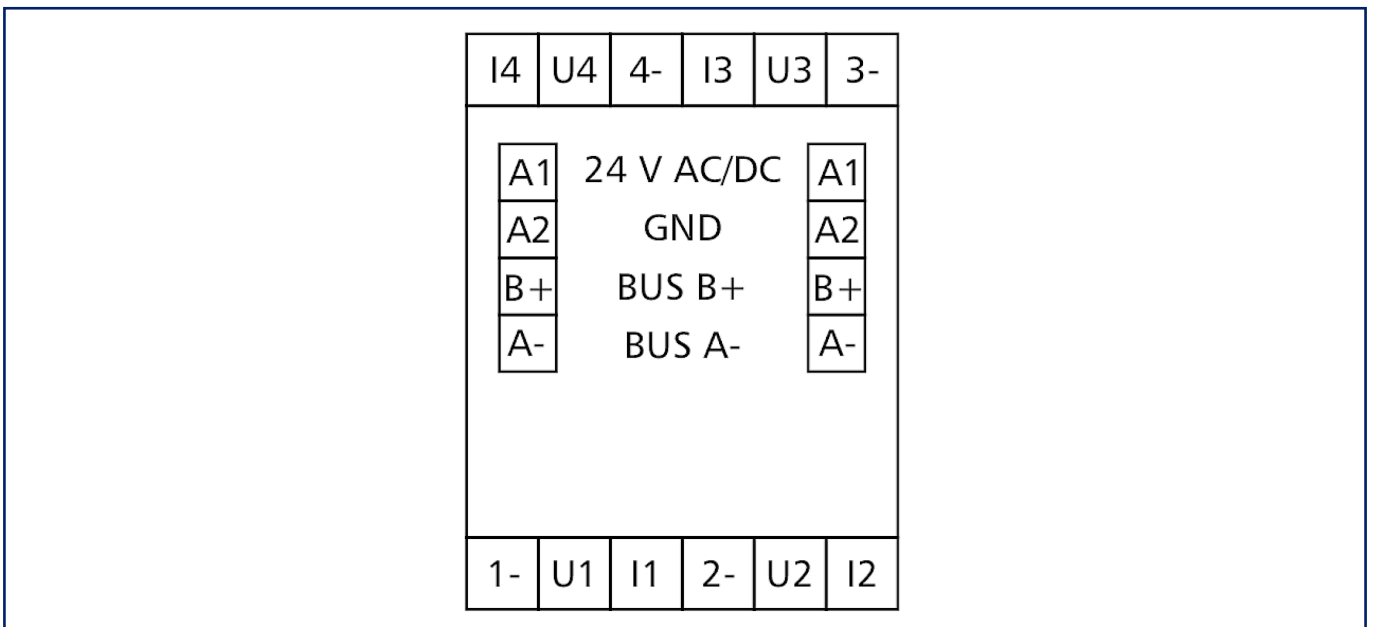 I4 U4 4- I3 U3 3-
A1 24 V AC/DC A1
A2 GND A2
B+ BUS B+ B+
A- BUS A- A-
1- U1 I1 2- U2 I2